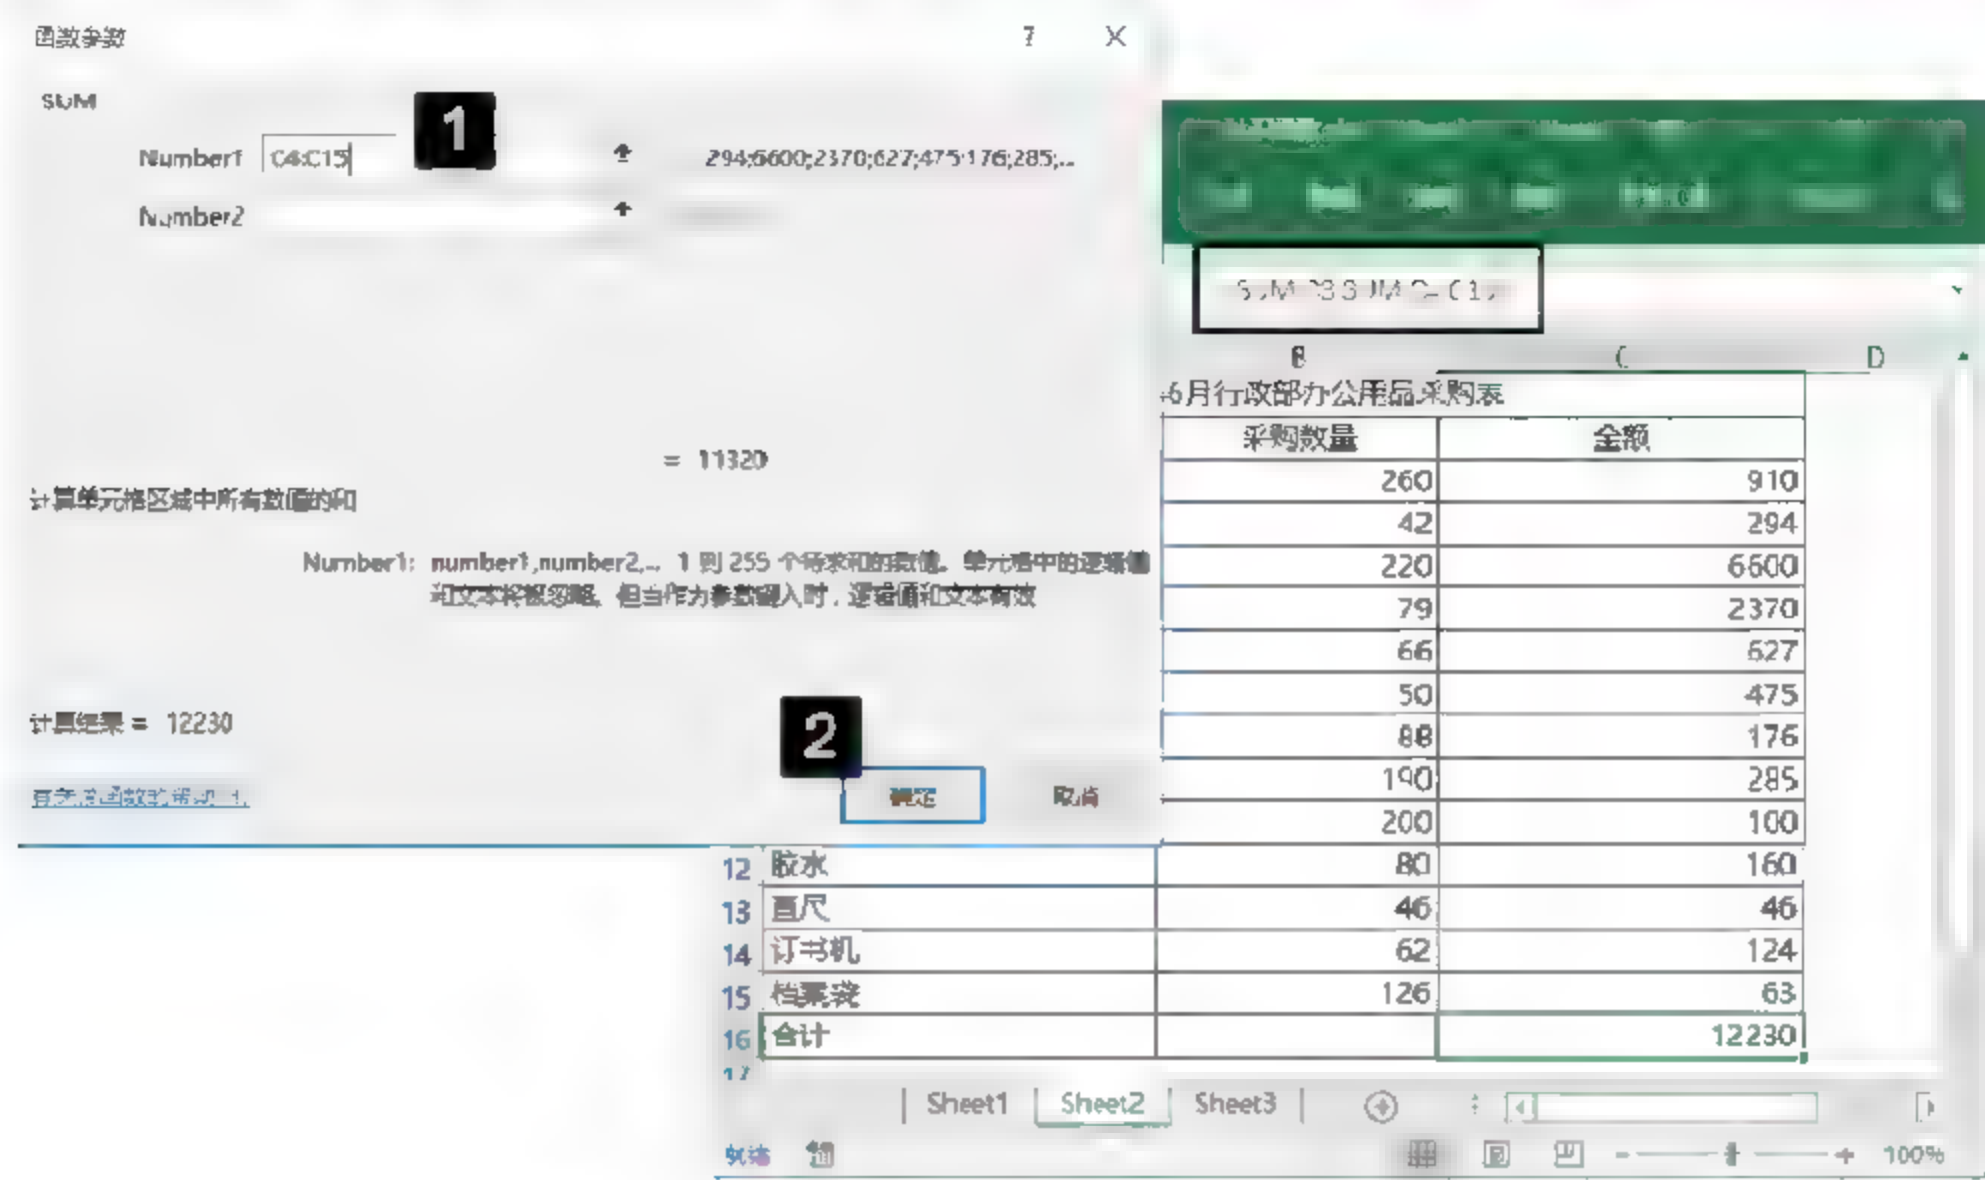 函数参数
?
SUM
1
Number1 C4:C15 294;6600;2370;627;475;176;285;...
Number2
= 11320
计算单元格区域中所有数值的和
Number1: number1,number2,... 1 到 255 个待求和的数值。单元格中的逻辑值
和文本将被忽略。但当作为参数键入时，逻辑值和文本有效
计算结果 = 12230
2
确定 取消
B C D
6月行政部办公用品采购表
采购数量 金额
260 910
42 294
220 6600
79 2370
66 627
50 475
88 176
190 285
200 100
12 胶水 80 160
13 直尺 46 46
14 订书机 62 124
15 档案袋 126 63
16 合计 12230
17
Sheet1 Sheet2 Sheet3
就绪 100%